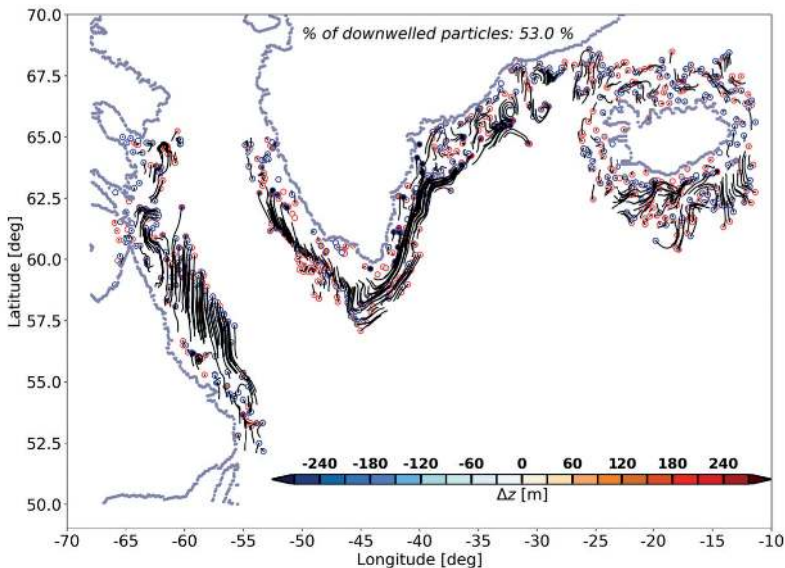 % of downwelled particles: 53.0 %
70.0
67.5
65.0
62.5
60.0
57.5
55.0
52.5
50.0
Latitude [deg]
-240 -180 -120 -60 0 60 120 180 240
Δz [m]
-70 -65 -60 -55 -50 -45 -40 -35 -30 -25 -20 -15 -10
Longitude [deg]